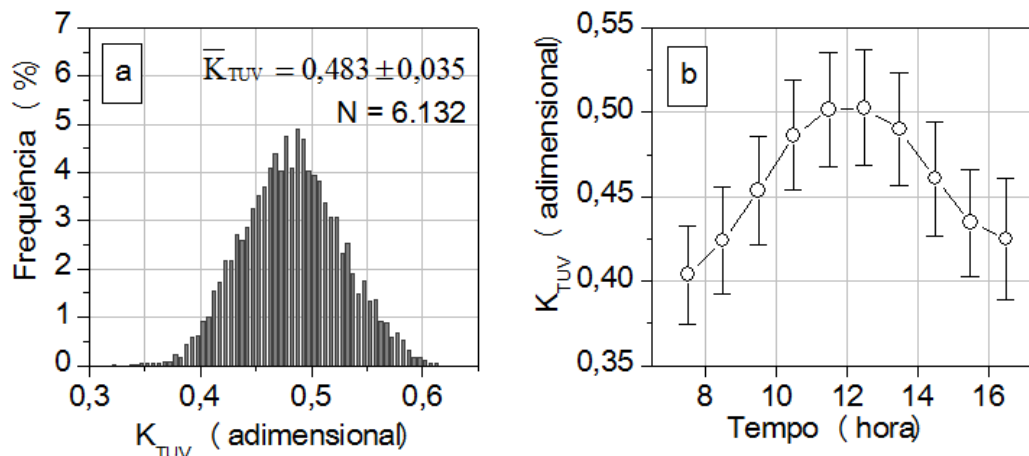 a
K̅TUV = 0,483 ± 0,035
N = 6.132
Frequência ( %)
7
6
5
4
3
2
1
0
0,3 0,4 0,5 0,6
KTUV ( adimensional)
b
KTUV ( adimensional)
0,55
0,50
0,45
0,40
0,35
8 10 12 14 16
Tempo ( hora)